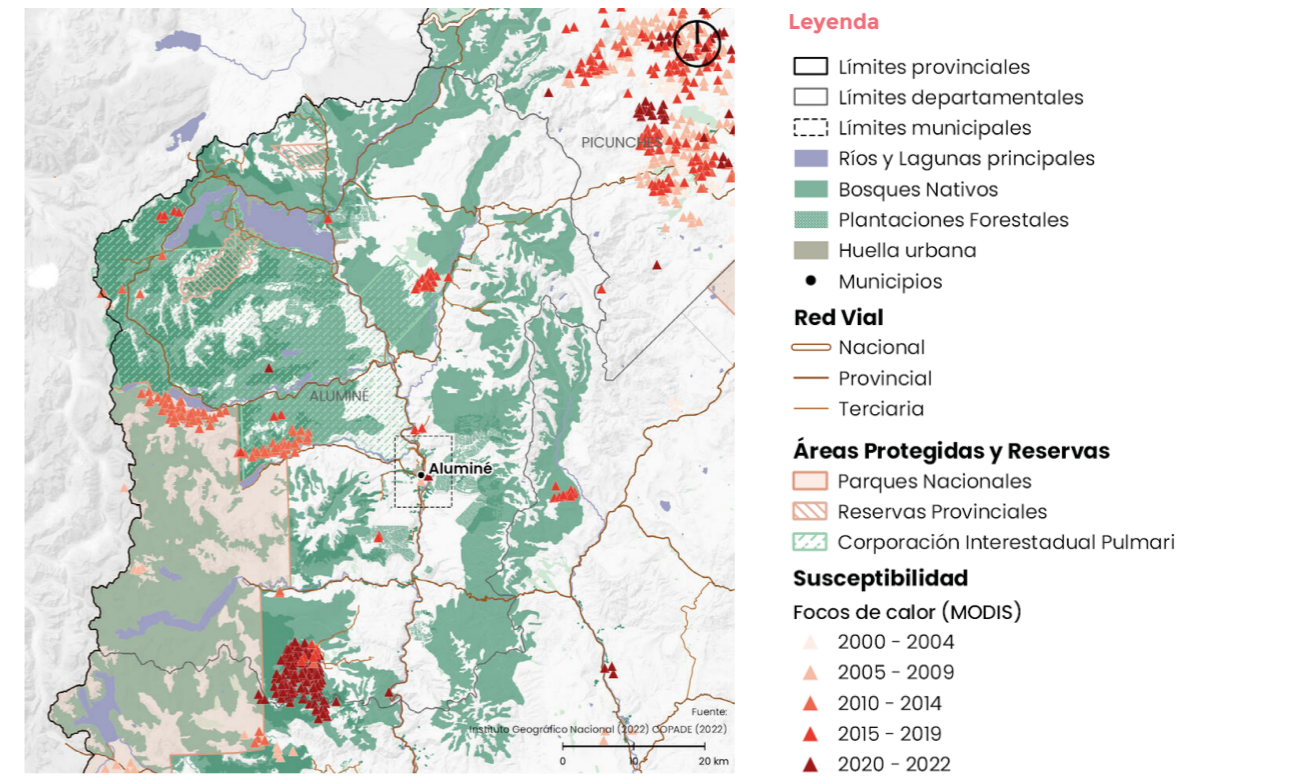 PICUNCHES
ALUMINÉ
Aluminé
Fuente:
Instituto Geográfico Nacional (2022) COPADE (2022)
0 10 20 km
Leyenda
Límites provinciales
Límites departamentales
Límites municipales
Ríos y Lagunas principales
Bosques Nativos
Plantaciones Forestales
Huella urbana
Municipios
Red Vial
Nacional
Provincial
Terciaria
Áreas Protegidas y Reservas
Parques Nacionales
Reservas Provinciales
Corporación Interestadual Pulmari
Susceptibilidad
Focos de calor (MODIS)
2000 - 2004
2005 - 2009
2010 - 2014
2015 - 2019
2020 - 2022